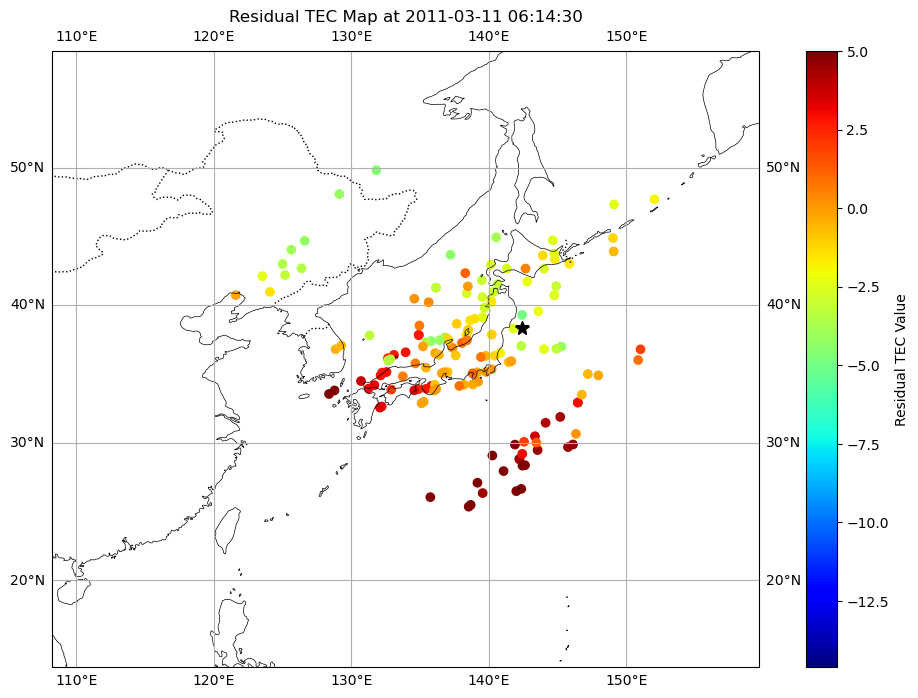 Residual TEC Map at 2011-03-11 06:14:30
110°E 120°E 130°E 140°E 150°E
5.0
2.5
50°N 50°N
0.0
−2.5
40°N 40°N
−5.0
Residual TEC Value
30°N 30°N
−7.5
−10.0
20°N 20°N
−12.5
110°E 120°E 130°E 140°E 150°E